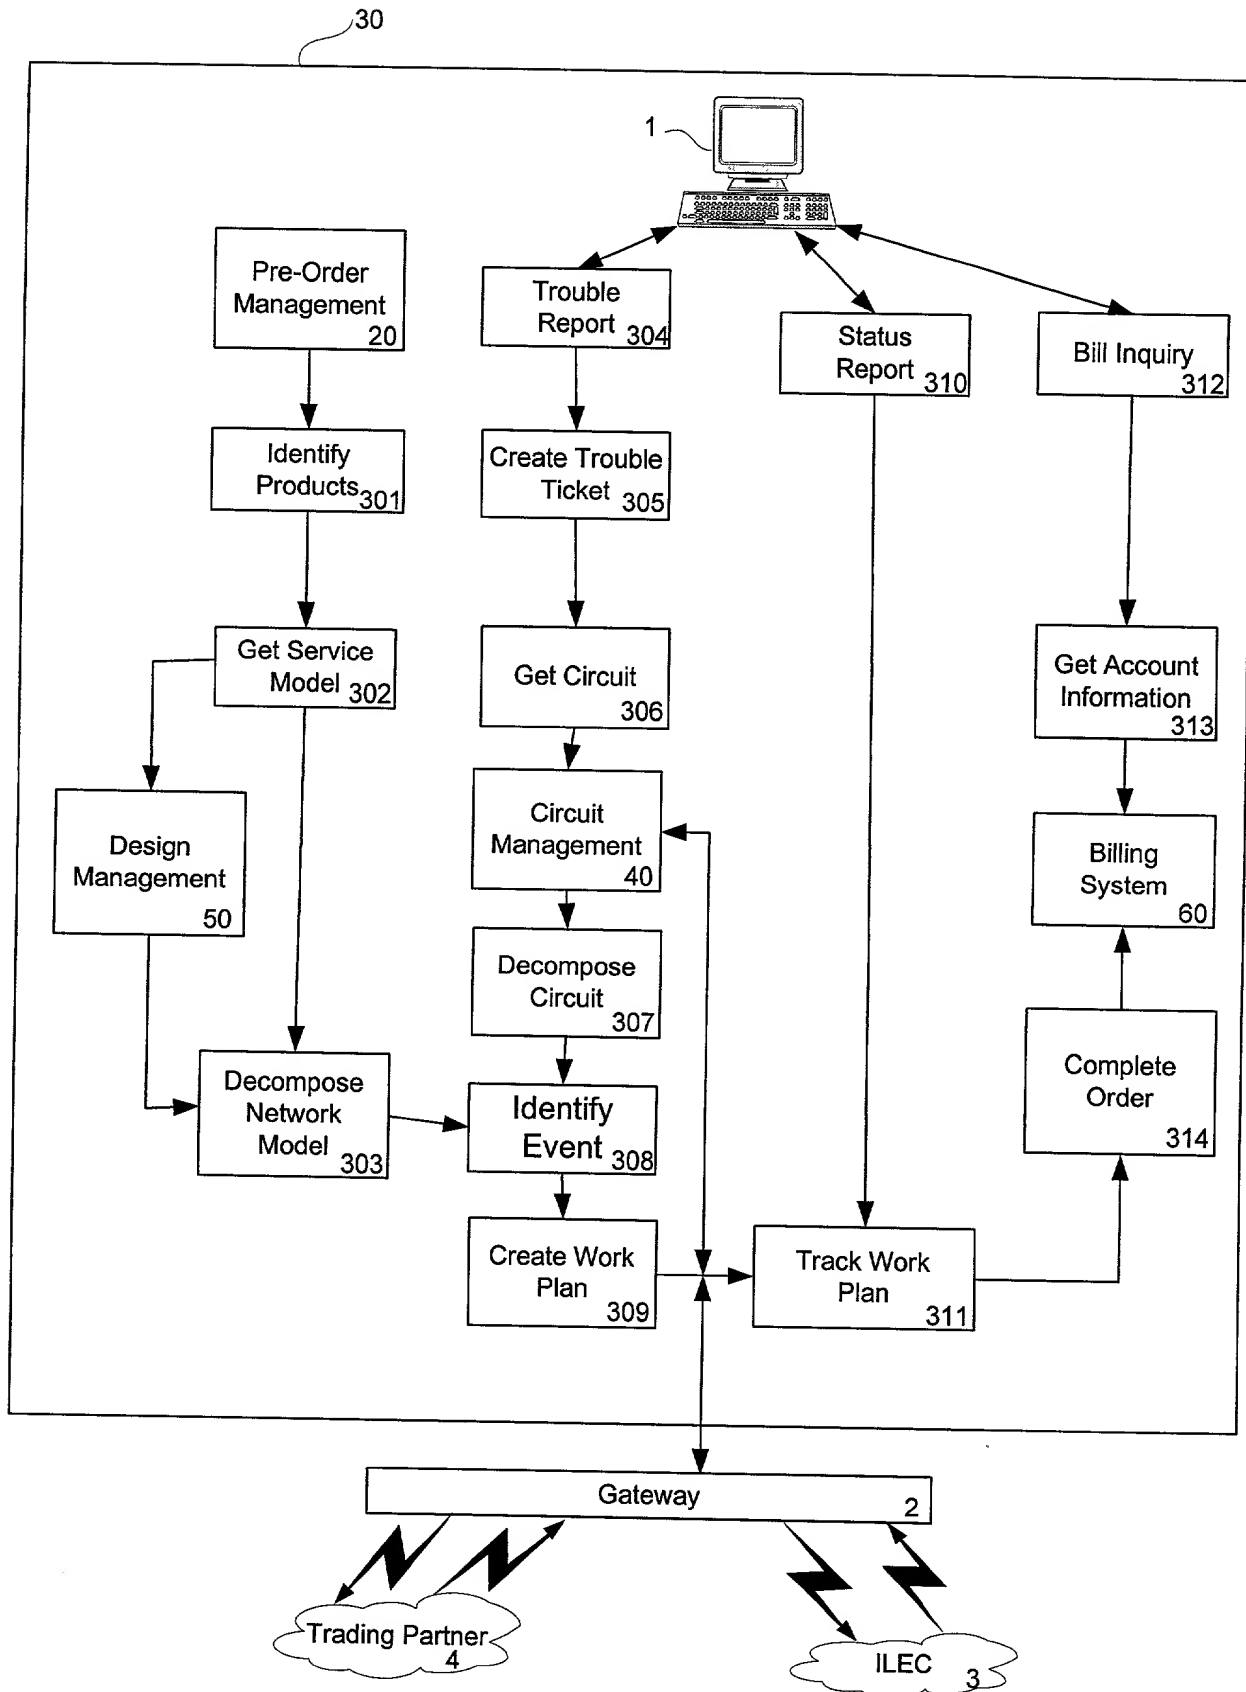 30
1
Pre-Order
Management
20
Trouble
Report
304
Status
Report
310
Bill Inquiry
312
Identify
Products
301
Create Trouble
Ticket
305
Get Service
Model
302
Get Circuit
306
Get Account
Information
313
Design
Management
50
Circuit
Management
40
Billing
System
60
Decompose
Circuit
307
Decompose
Network
Model
303
Identify
Event
308
Complete
Order
314
Create Work
Plan
309
Track Work
Plan
311
Gateway
2
Trading Partner
4
ILEC
3